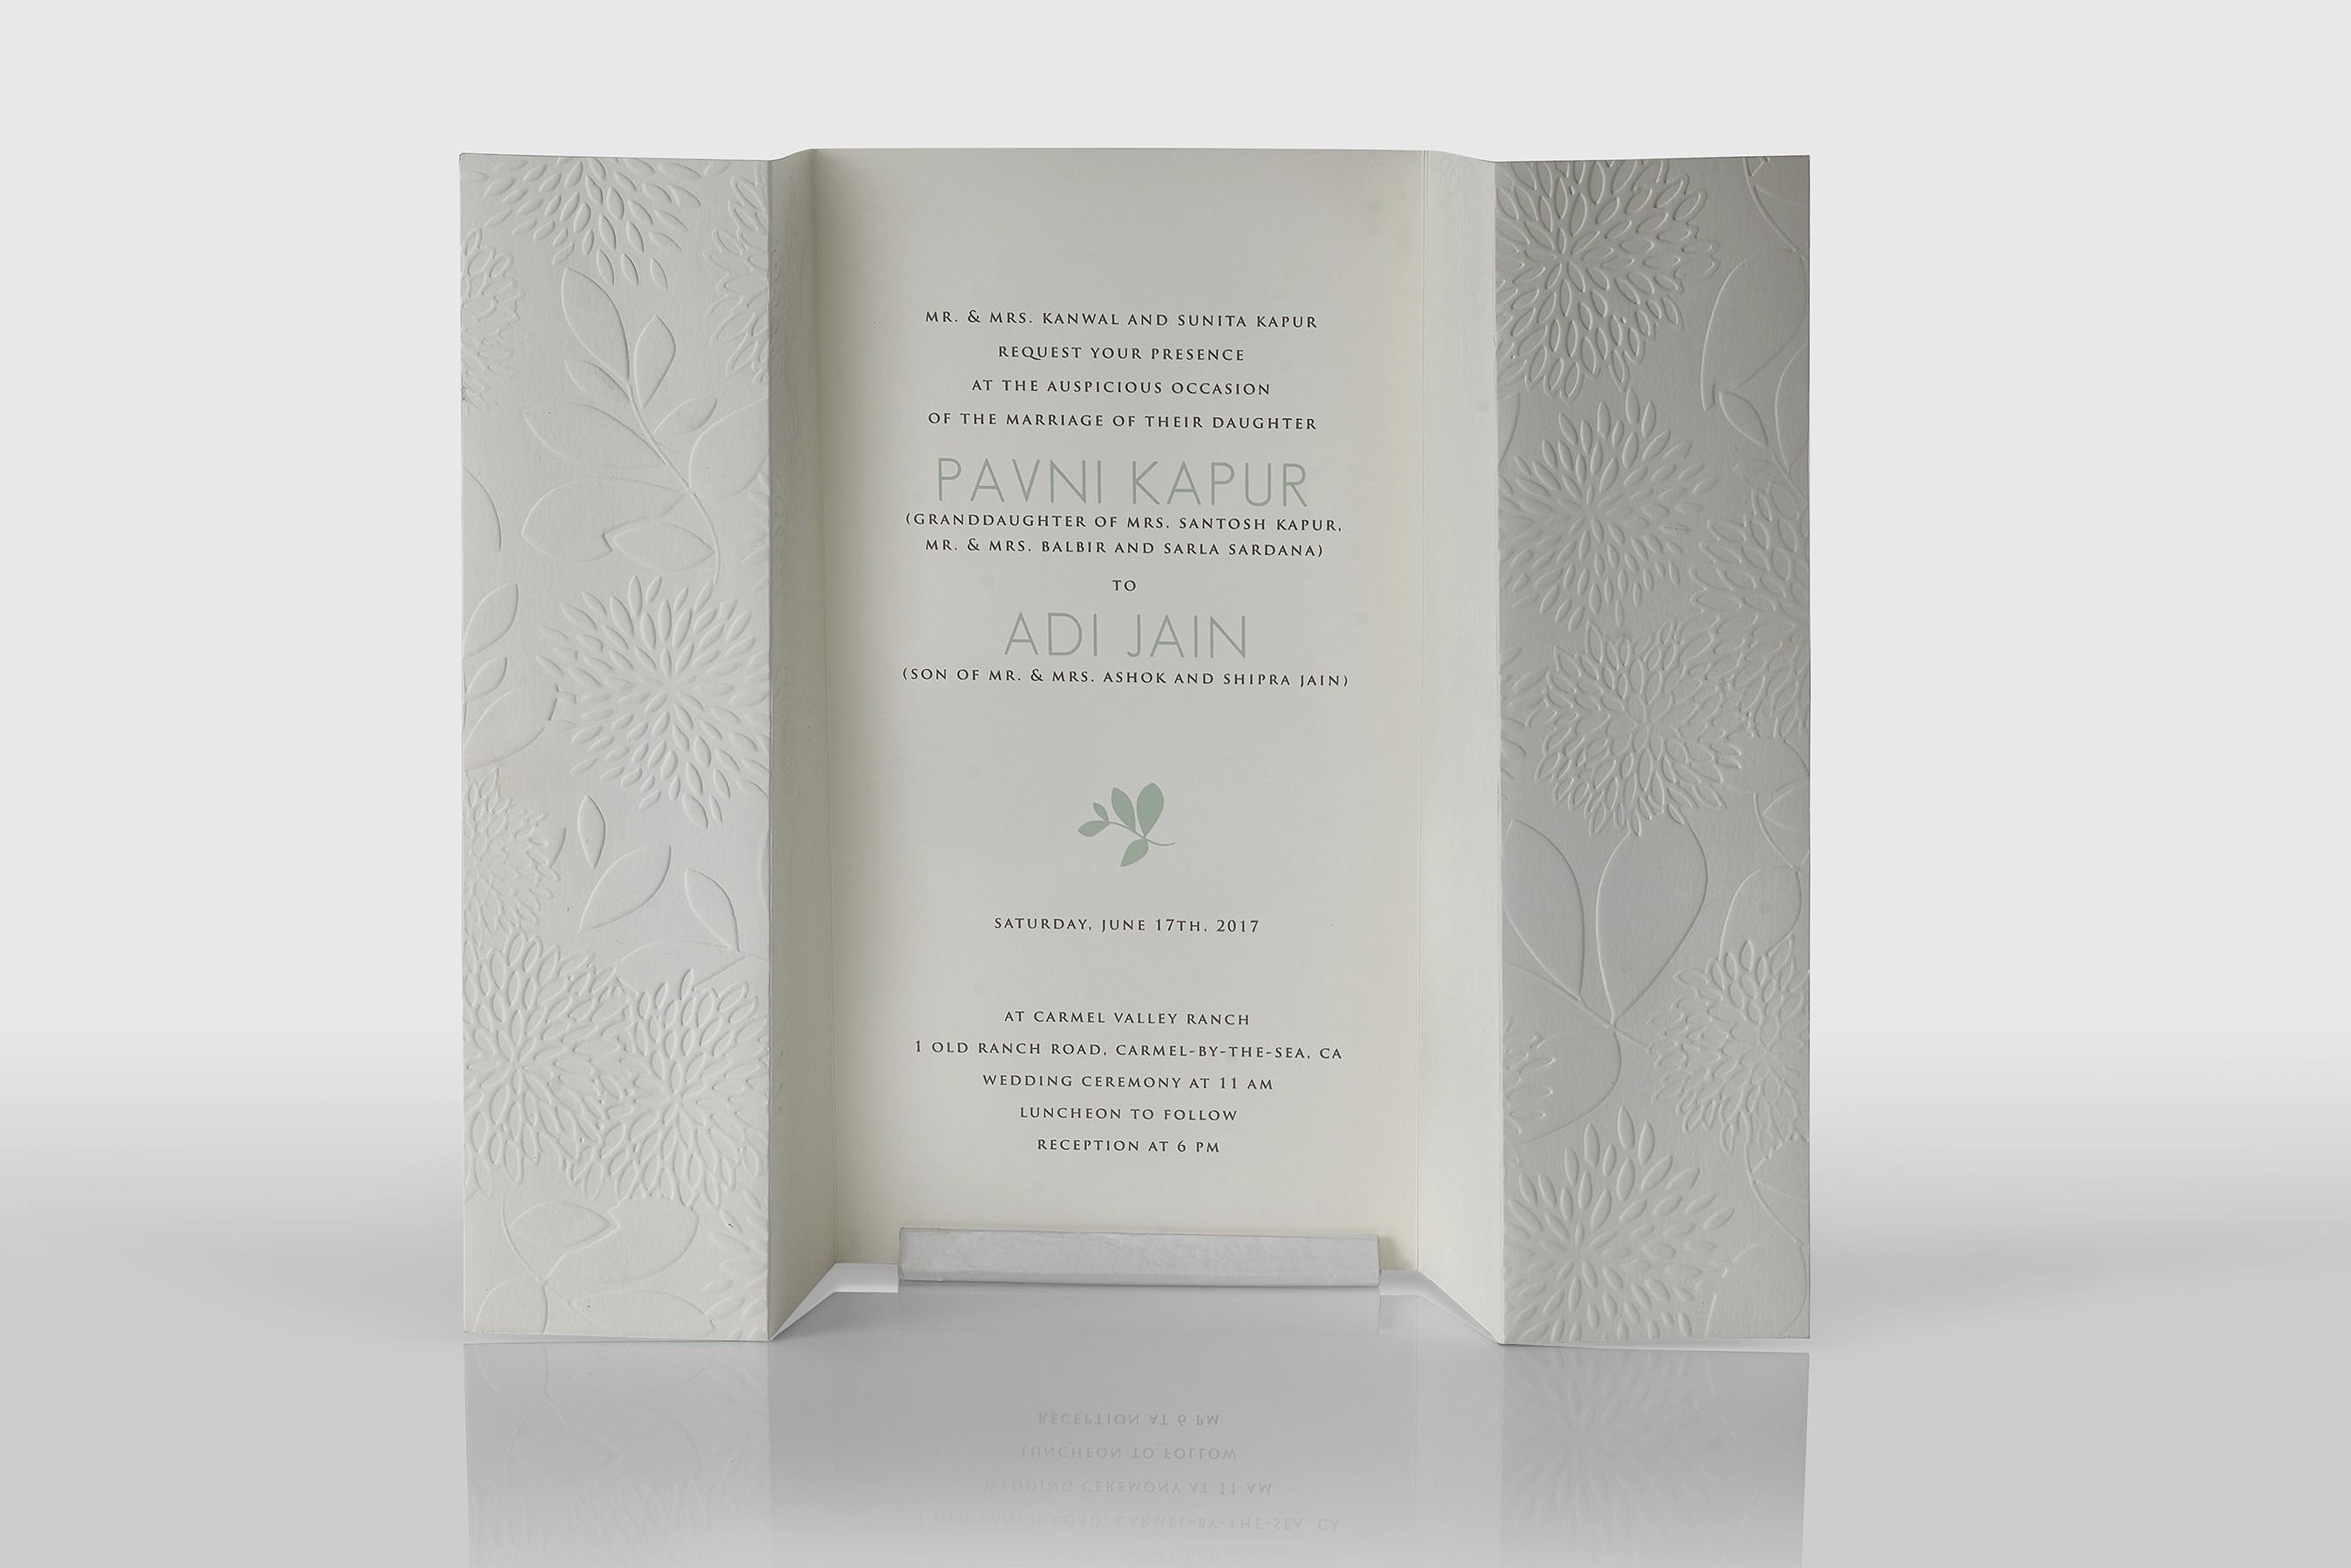 MR. & MRS. KANWAL AND SUNITA KAPUR
REQUEST YOUR PRESENCE
AT THE AUSPICIOUS OCCASION
OF THE MARRIAGE OF THEIR DAUGHTER
PAVNI KAPUR
(GRANDDAUGHTER OF MRS. SANTOSH KAPUR,
MR. & MRS. BALBIR AND SARLA SARDANA)
TO
ADI JAIN
(SON OF MR. & MRS. ASHOK AND SHIPRA JAIN)
SATURDAY, JUNE 17TH, 2017
AT CARMEL VALLEY RANCH
1 OLD RANCH ROAD, CARMEL-BY-THE-SEA, CA
WEDDING CEREMONY AT 11 AM
LUNCHEON TO FOLLOW
RECEPTION AT 6 PM